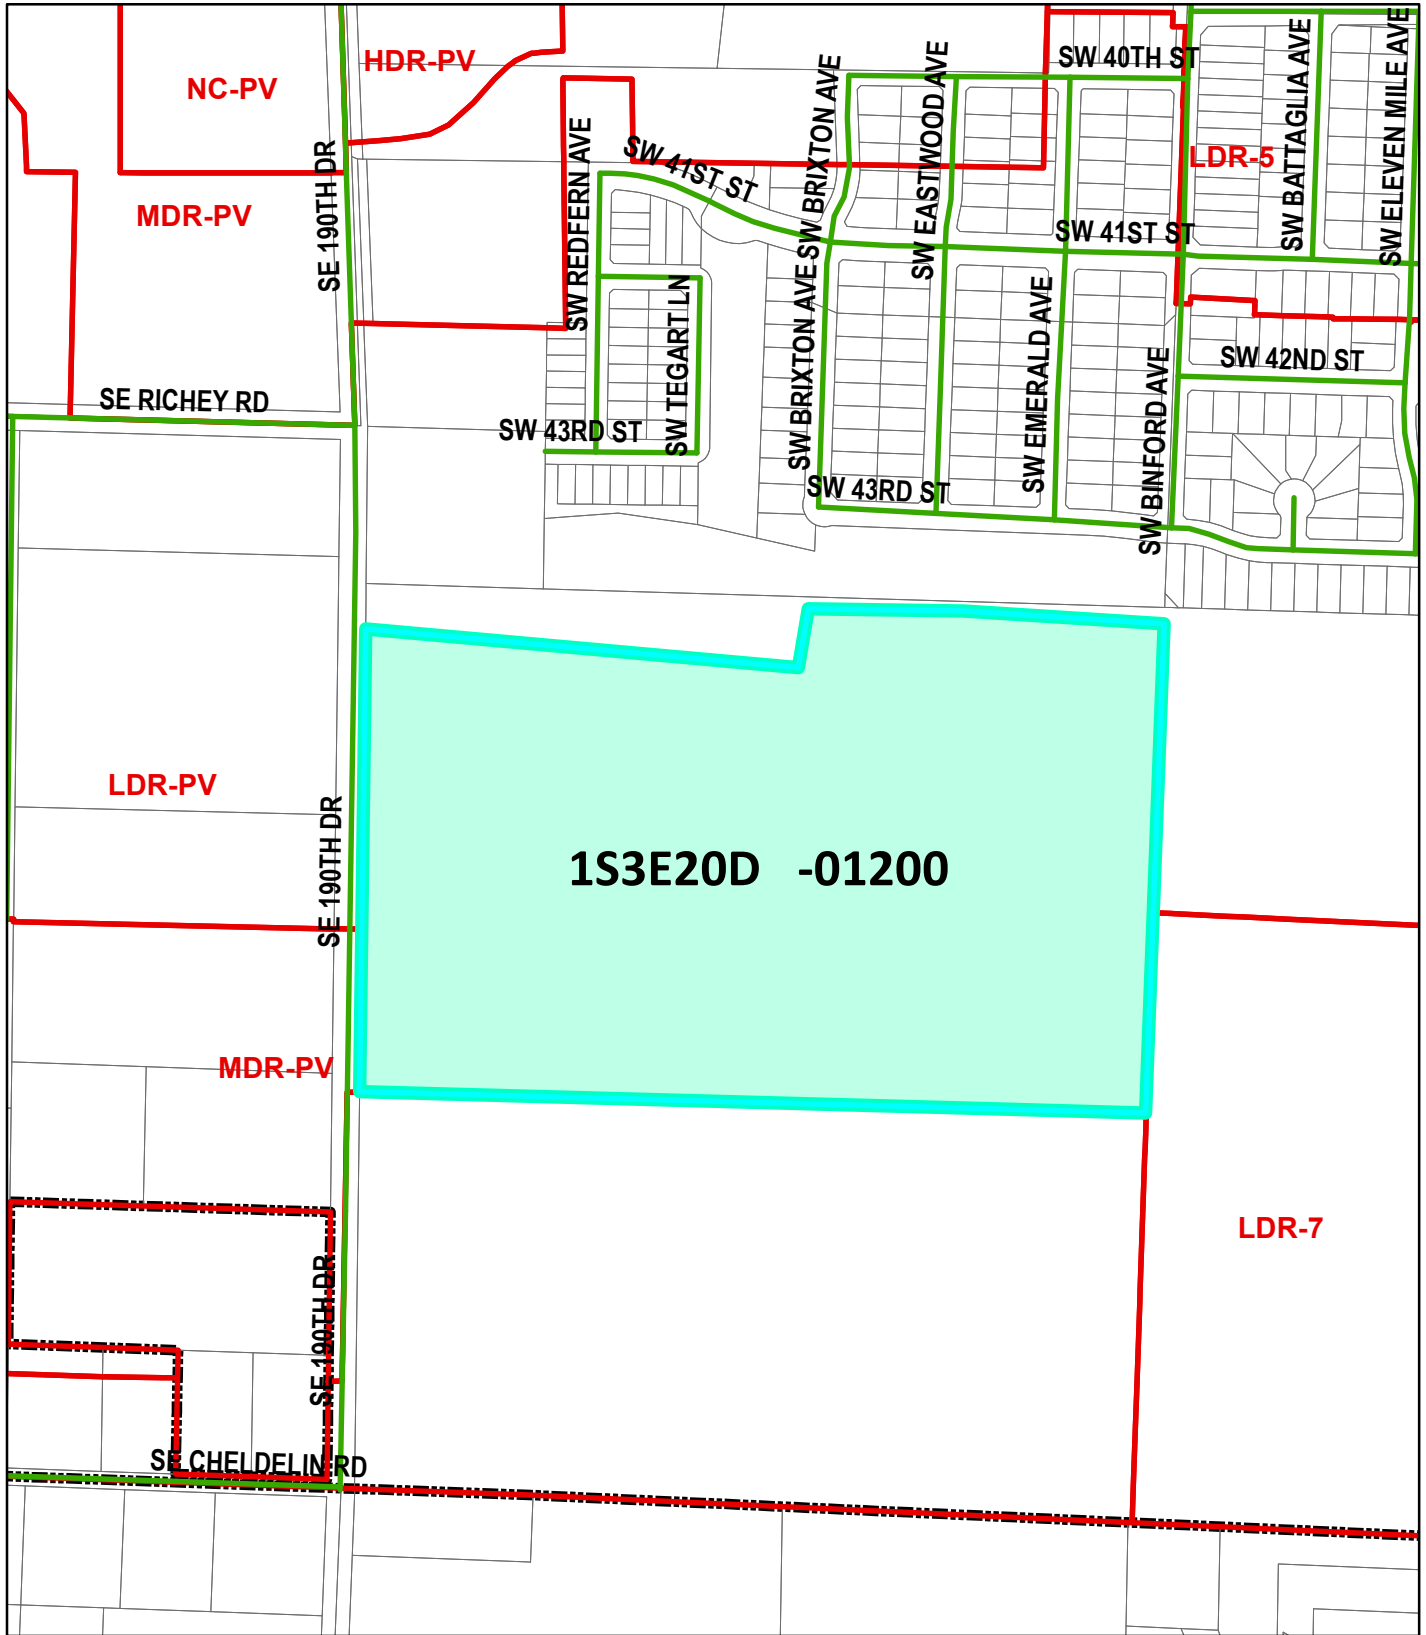 SW 40TH ST
HDR-PV
NC-PV
SW BRIXTON AVE
SW EASTWOOD AVE
SW BATTAGLIA AVE
SW ELEVEN MILE AVE
LDR-5
SW 41ST ST
SE 190TH DR
MDR-PV
SW REDFERN AVE
SW 41ST ST
SW BRIXTON AVE
SW TEGART LN
SW EMERALD AVE
SW BINFORD AVE
SW 42ND ST
SE RICHEY RD
SW 43RD ST
SW 43RD ST
LDR-PV
SE 190TH DR
1S3E20D -01200
MDR-PV
LDR-7
SE 190TH DR
SE CHELDELIN RD